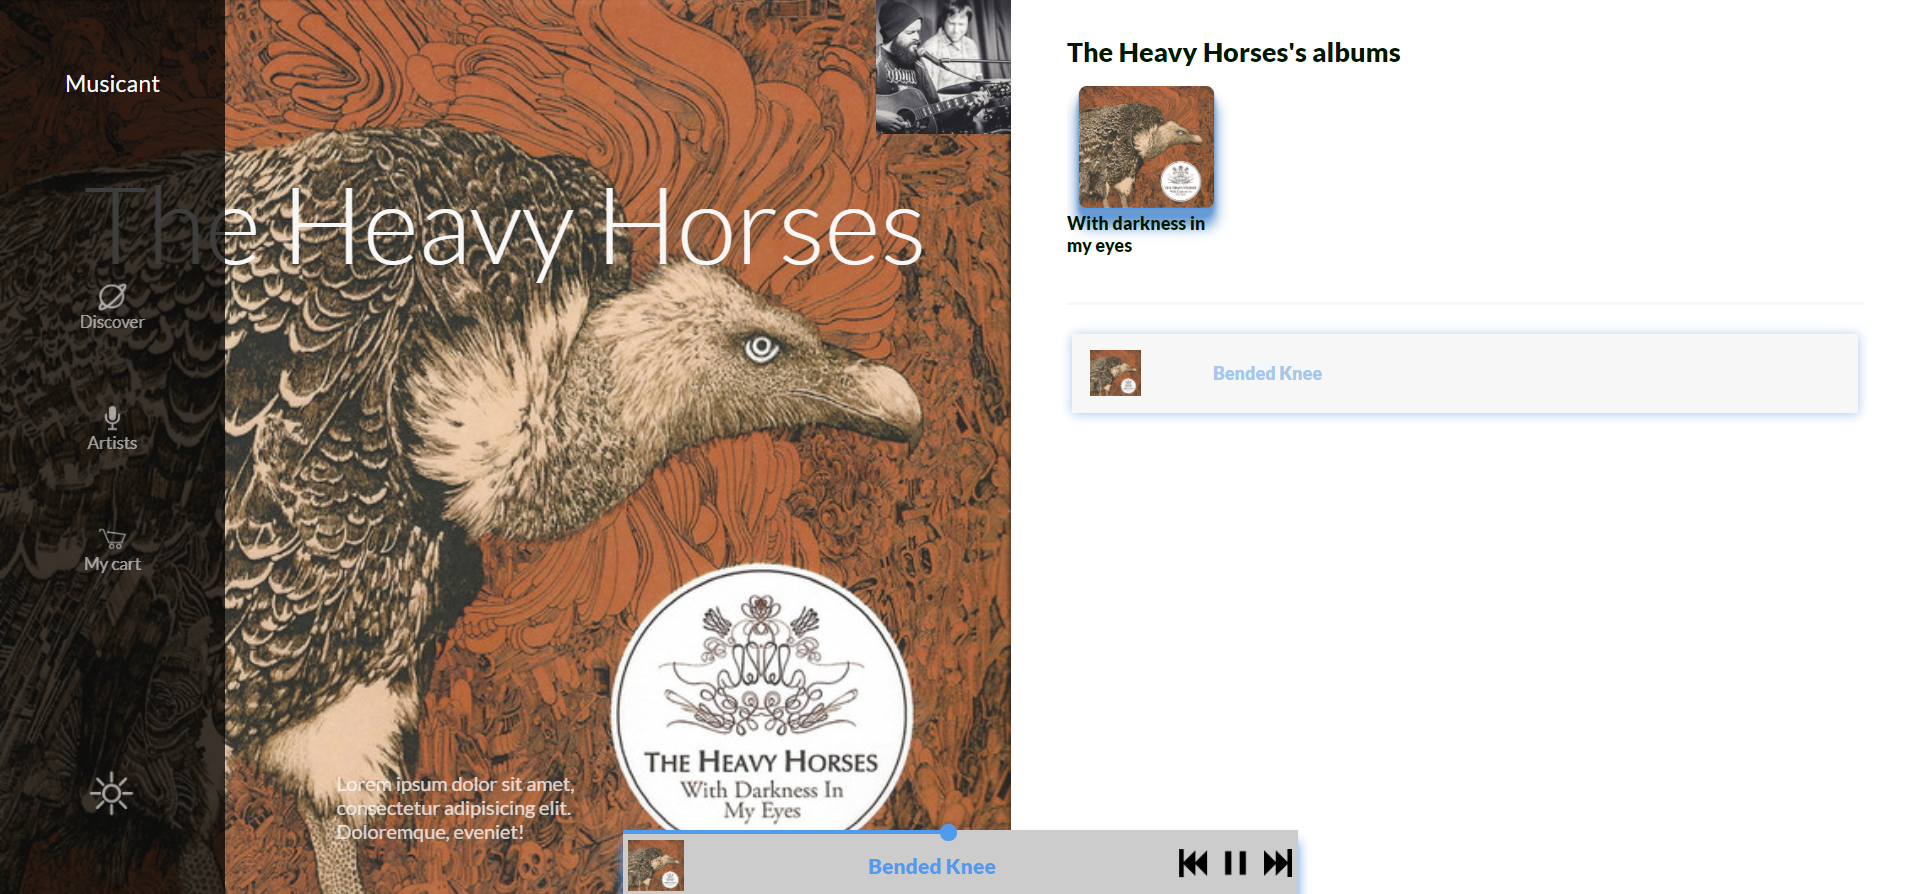 Musicant
The Heavy Horses
Discover
Artists
My cart
Lorem ipsum dolor sit amet,
consectetur adipisicing elit.
Doloremque, eveniet!
THE HEAVY HORSES
With Darkness In
My Eyes
The Heavy Horses's albums
With darkness in
my eyes
Bended Knee
Bended Knee